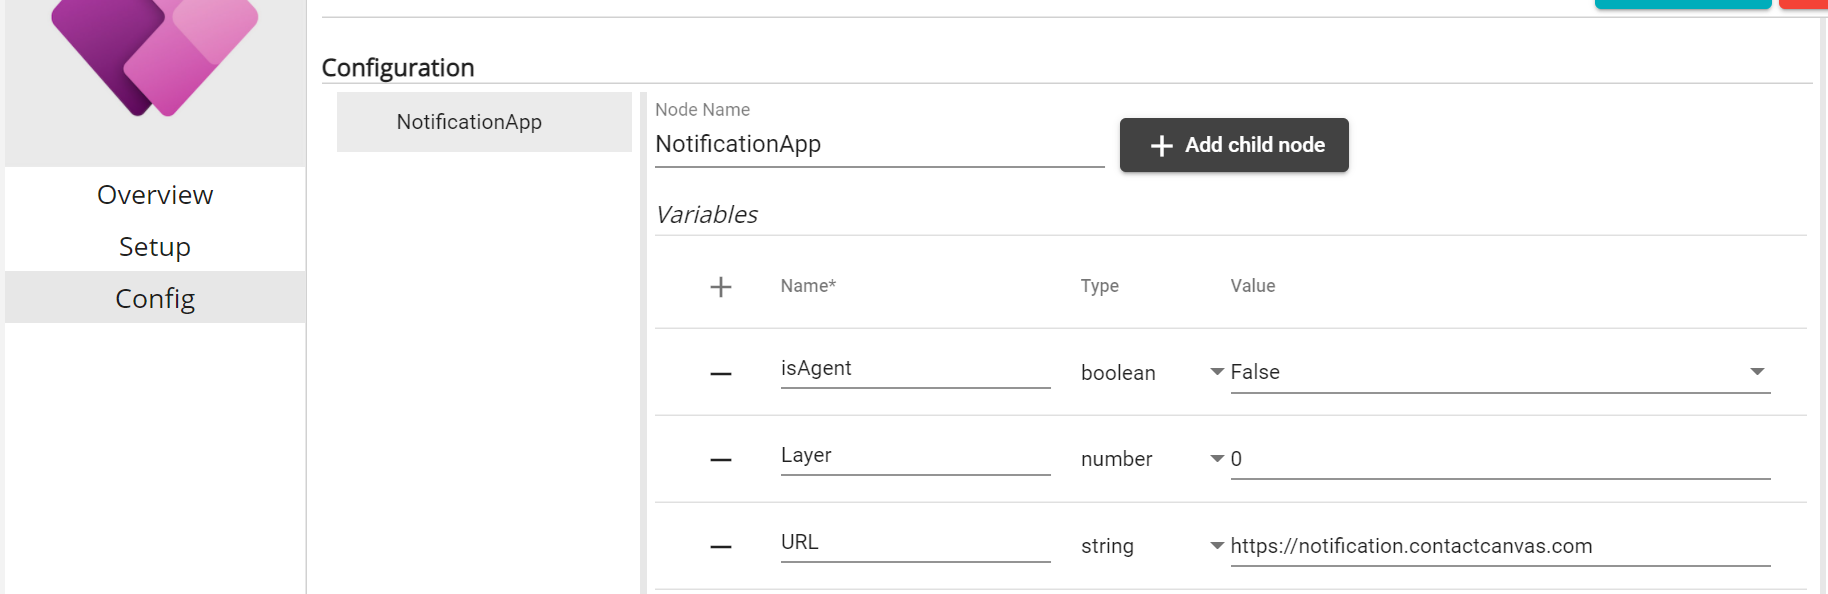 Overview
Setup
Config
Configuration
NotificationApp
Node Name
NotificationApp
Add child node
Variables
Name* Type Value
isAgent boolean False
Layer number 0
URL string https://notification.contactcanvas.com